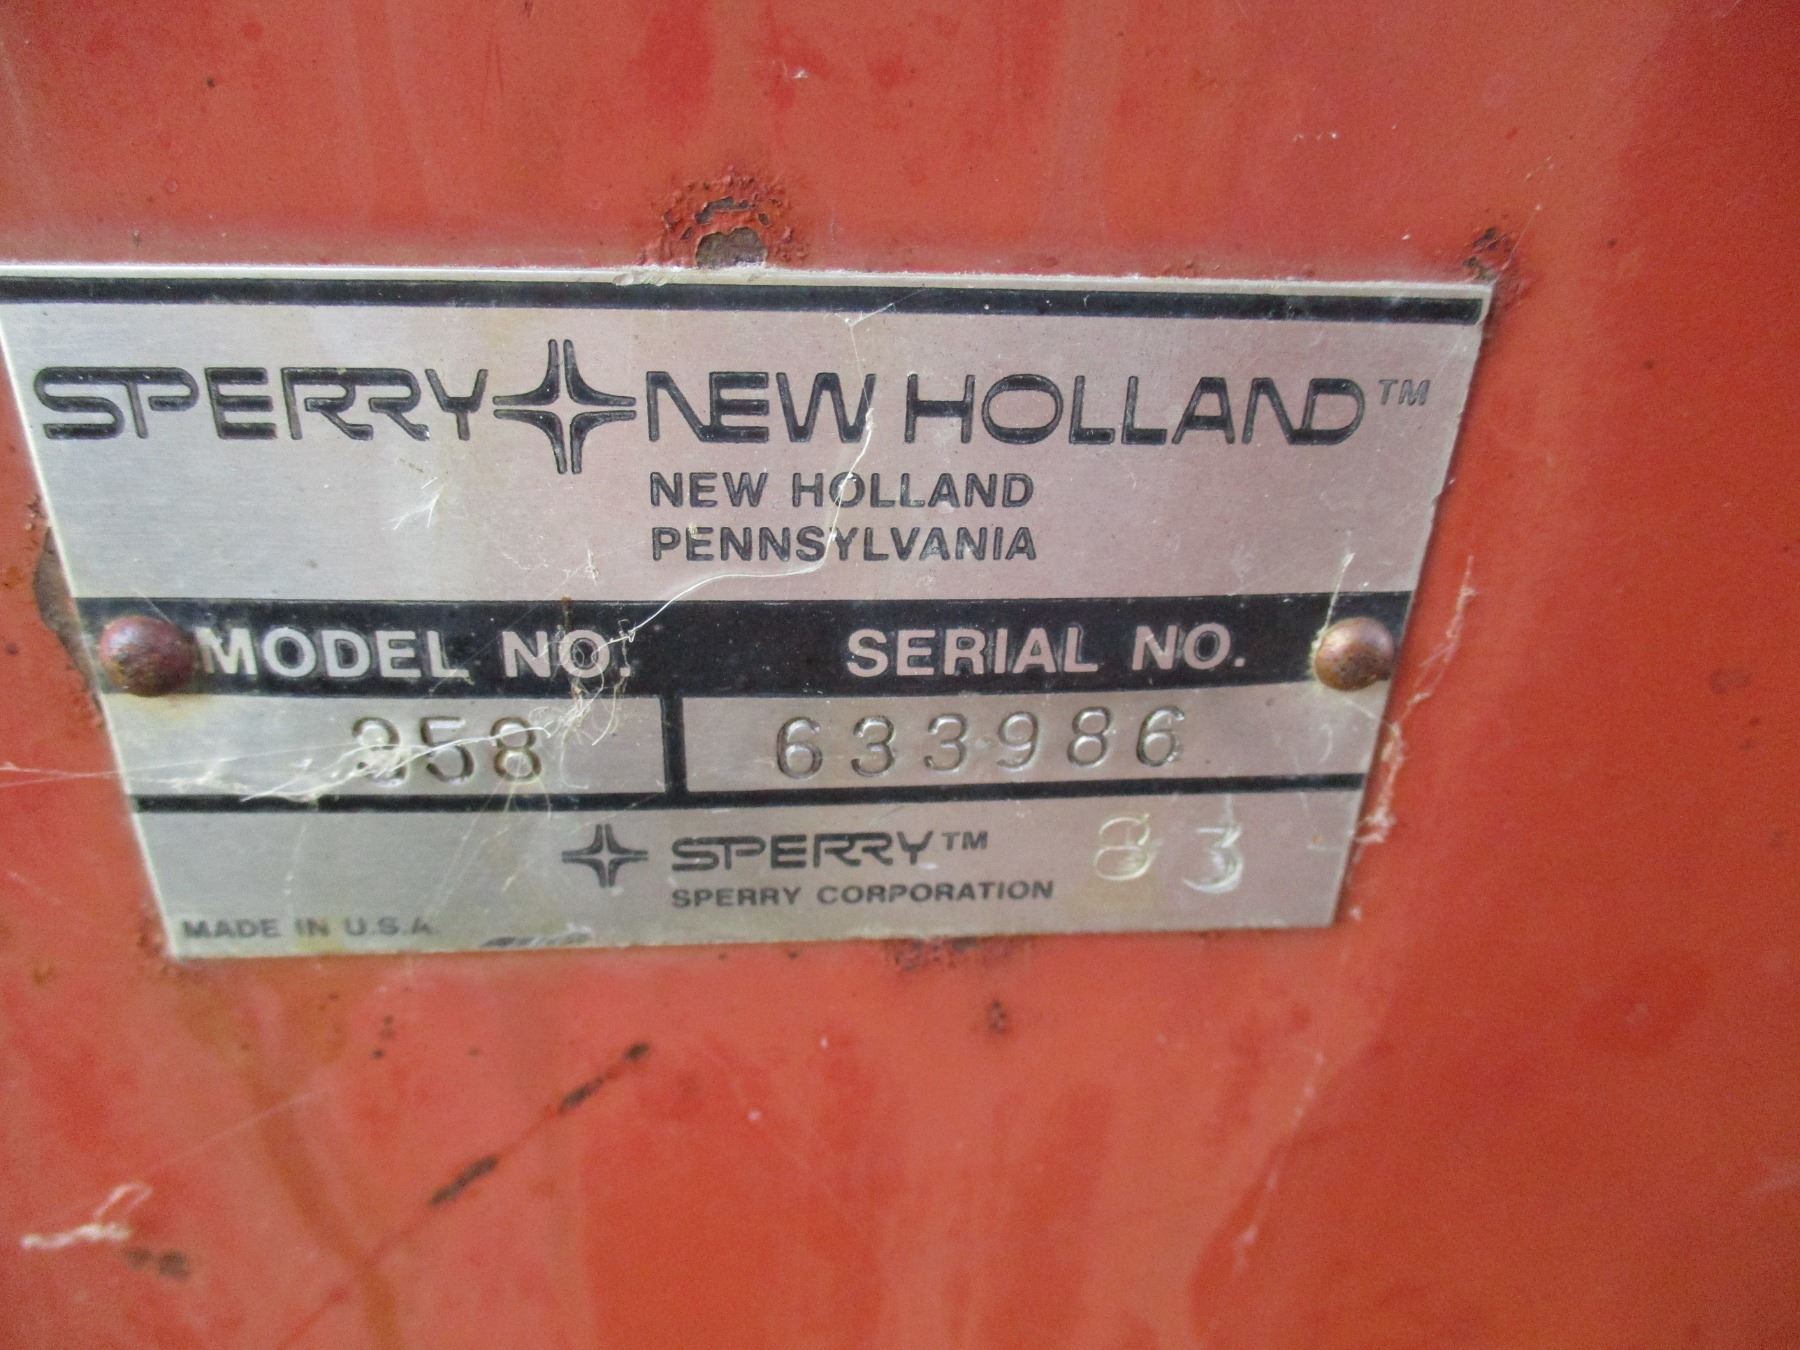 SPERRY NEW HOLLAND™
NEW HOLLAND
PENNSYLVANIA
MODEL NO. SERIAL NO.
358 633986
SPERRY™ 83
SPERRY CORPORATION
MADE IN U.S.A.